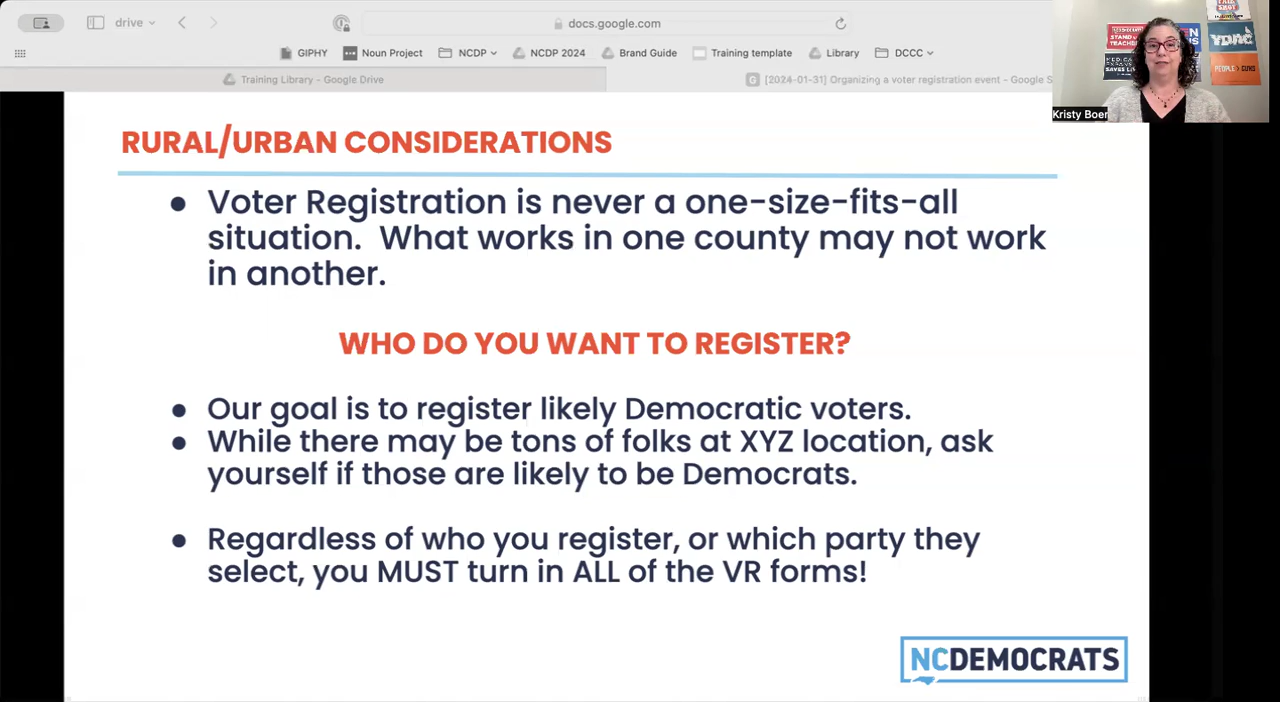 drive
docs.google.com
GIPHY
Noun Project
NCDP
NCDP 2024
Brand Guide
Training template
Library
DCCC
Training Library - Google Drive
[2024-01-31] Organizing a voter registration event - Google S
PEOPLE > GUNS
Kristy Boer
RURAL/URBAN CONSIDERATIONS
● Voter Registration is never a one-size-fits-all
situation. What works in one county may not work
in another.
WHO DO YOU WANT TO REGISTER?
● Our goal is to register likely Democratic voters.
● While there may be tons of folks at XYZ location, ask
yourself if those are likely to be Democrats.
● Regardless of who you register, or which party they
select, you MUST turn in ALL of the VR forms!
NCDEMOCRATS